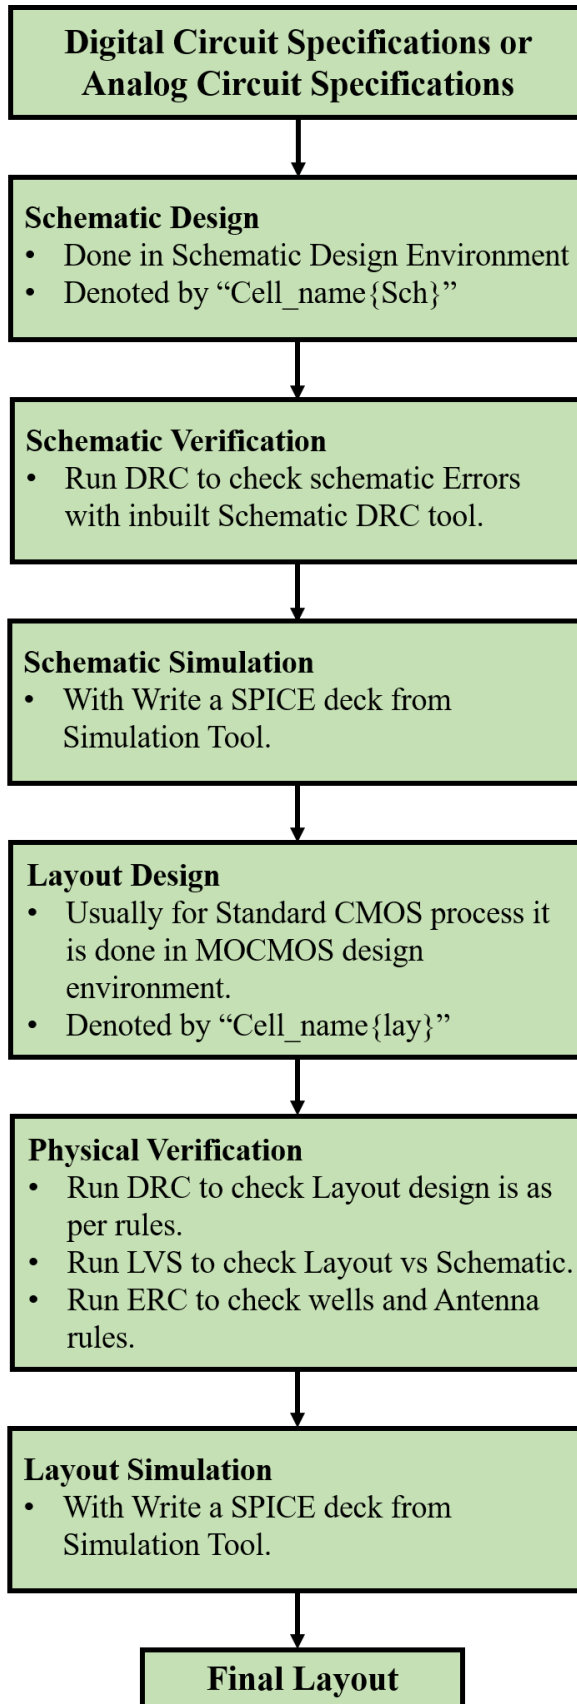 Digital Circuit Specifications or
Analog Circuit Specifications
Schematic Design
• Done in Schematic Design Environment
• Denoted by “Cell_name{Sch}”
Schematic Verification
• Run DRC to check schematic Errors
with inbuilt Schematic DRC tool.
Schematic Simulation
• With Write a SPICE deck from
Simulation Tool.
Layout Design
• Usually for Standard CMOS process it
is done in MOCMOS design
environment.
• Denoted by “Cell_name{lay}”
Physical Verification
• Run DRC to check Layout design is as
per rules.
• Run LVS to check Layout vs Schematic.
• Run ERC to check wells and Antenna
rules.
Layout Simulation
• With Write a SPICE deck from
Simulation Tool.
Final Layout